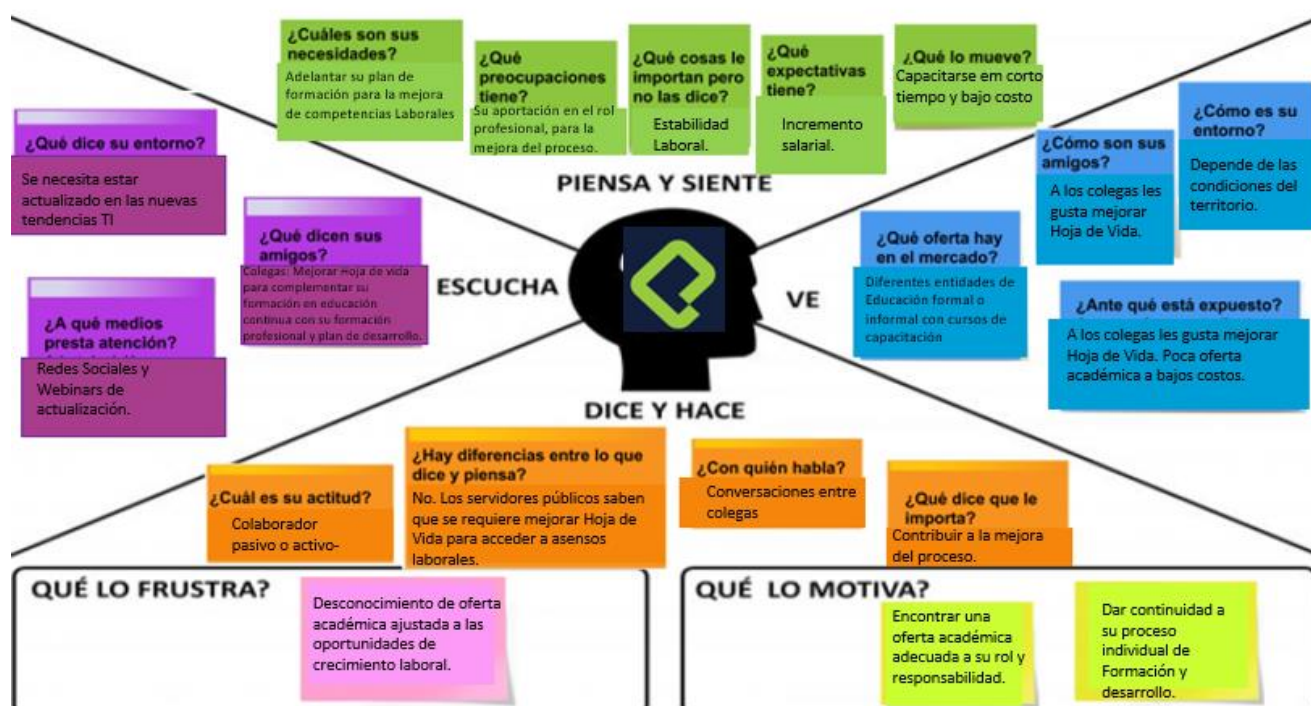 ¿Cuáles son sus
necesidades?
Adelantar su plan de
formación para la mejora
de competencias Laborales
¿Qué
preocupaciones
tiene?
Su aportación en el rol
profesional, para la
mejora del proceso.
¿Qué cosas le
importan pero
no las dice?
Estabilidad
Laboral.
¿Qué
expectativas
tiene?
Incremento
salarial.
¿Qué lo mueve?
Capacitarse em corto
tiempo y bajo costo
PIENSA Y SIENTE
¿Qué dice su entorno?
Se necesita estar
actualizado en las nuevas
tendencias TI
¿Qué dicen sus
amigos?
Colegas: Mejorar Hoja de vida
para complementar su
formación en educación
continua con su formación
profesional y plan de desarrollo.
¿A qué medios
presta atención?
Redes Sociales y
Webinars de
actualización.
ESCUCHA
VE
¿Cómo es su
entorno?
Depende de las
condiciones del
territorio.
¿Cómo son sus
amigos?
A los colegas les
gusta mejorar
Hoja de Vida.
¿Qué oferta hay
en el mercado?
Diferentes entidades de
Educación formal o
informal con cursos de
capacitación
¿Ante qué está expuesto?
A los colegas les gusta mejorar
Hoja de Vida. Poca oferta
académica a bajos costos.
DICE Y HACE
¿Cuál es su actitud?
Colaborador
pasivo o activo-
¿Hay diferencias entre lo que
dice y piensa?
No. Los servidores públicos saben
que se requiere mejorar Hoja de
Vida para acceder a asensos
laborales.
¿Con quién habla?
Conversaciones entre
colegas
¿Qué dice que le
importa?
Contribuir a la mejora
del proceso.
QUÉ LO FRUSTRA?
Desconocimiento de oferta
académica ajustada a las
oportunidades de
crecimiento laboral.
QUÉ LO MOTIVA?
Encontrar una
oferta académica
adecuada a su rol y
responsabilidad.
Dar continuidad a
su proceso
individual de
Formación y
desarrollo.